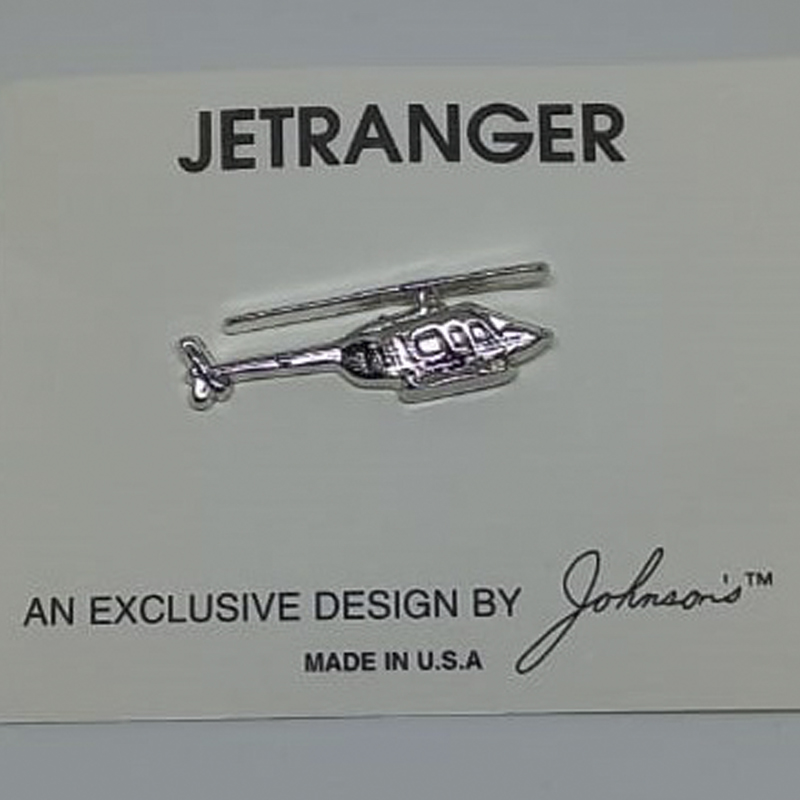 JETRANGER
AN EXCLUSIVE DESIGN BY Johnson's™
MADE IN U.S.A